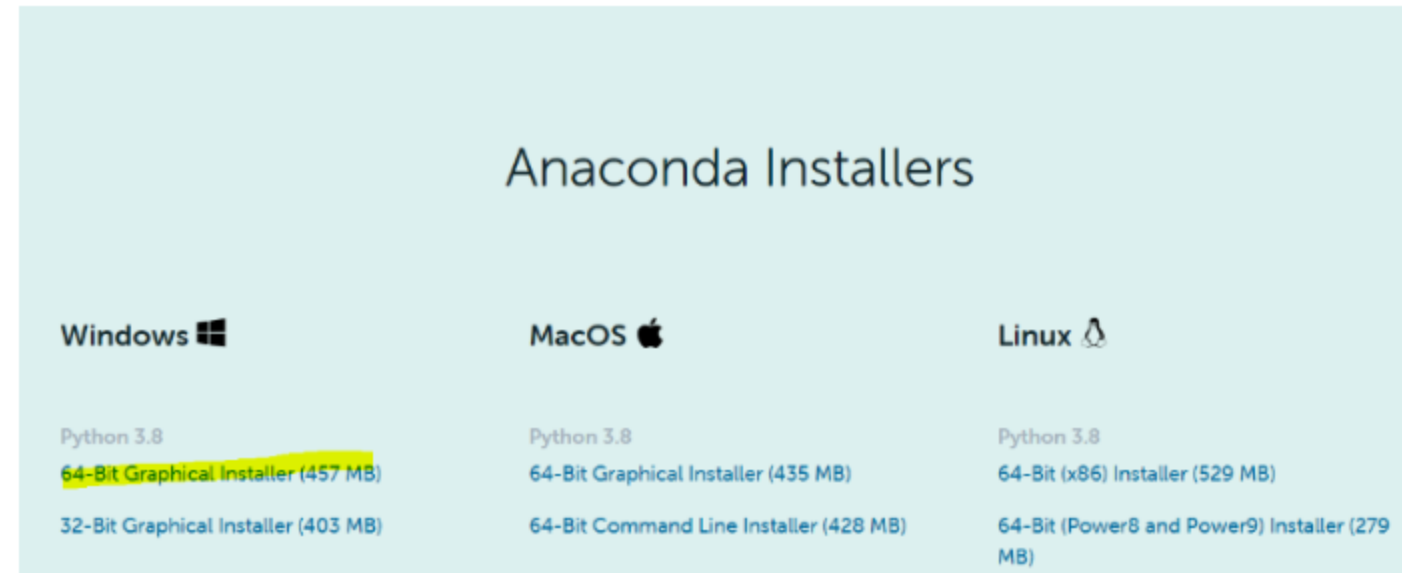 Anaconda Installers
Windows
MacOS
Linux
Python 3.8
64-Bit Graphical Installer (457 MB)
32-Bit Graphical Installer (403 MB)
Python 3.8
64-Bit Graphical Installer (435 MB)
64-Bit Command Line Installer (428 MB)
Python 3.8
64-Bit (x86) Installer (529 MB)
64-Bit (Power8 and Power9) Installer (279
MB)